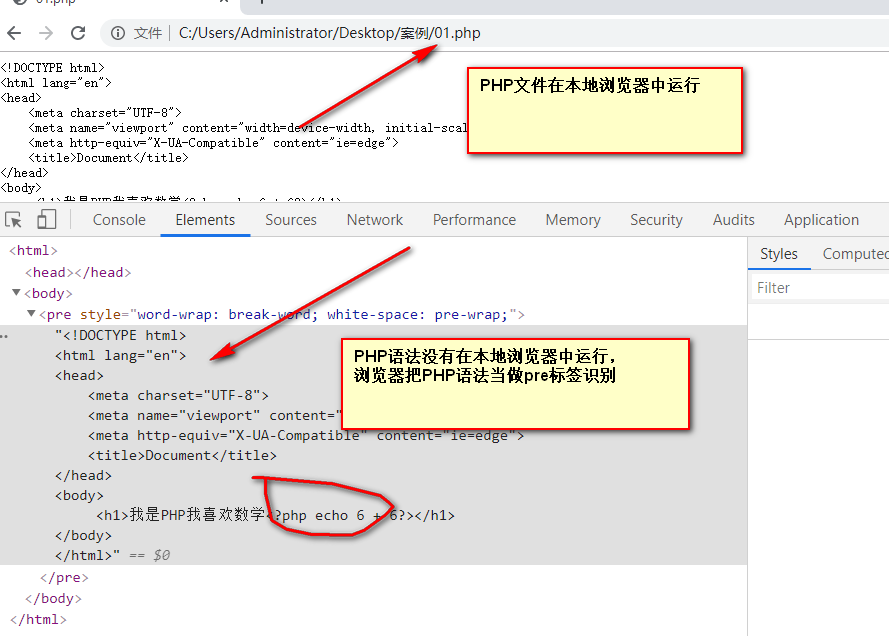 01.php
文件 C:/Users/Administrator/Desktop/案例/01.php
<!DOCTYPE html>
<html lang="en">
<head>
<meta charset="UTF-8">
<meta name="viewport" content="width=device-width, initial-scal
<meta http-equiv="X-UA-Compatible" content="ie=edge">
<title>Document</title>
</head>
<body>
PHP文件在本地浏览器中运行
Console Elements Sources Network Performance Memory Security Audits Application
<html>
<head></head>
<body>
<pre style="word-wrap: break-word; white-space: pre-wrap;">
"<!DOCTYPE html>
<html lang="en">
<head>
<meta charset="UTF-8">
<meta name="viewport" content="
<meta http-equiv="X-UA-Compatible" content="ie=edge">
<title>Document</title>
</head>
<body>
<h1>我是PHP我喜欢数学<?php echo 6 + 6?></h1>
</body>
</html>" == $0
</pre>
</body>
</html>
PHP语法没有在本地浏览器中运行，
浏览器把PHP语法当做pre标签识别
Styles Computed
Filter